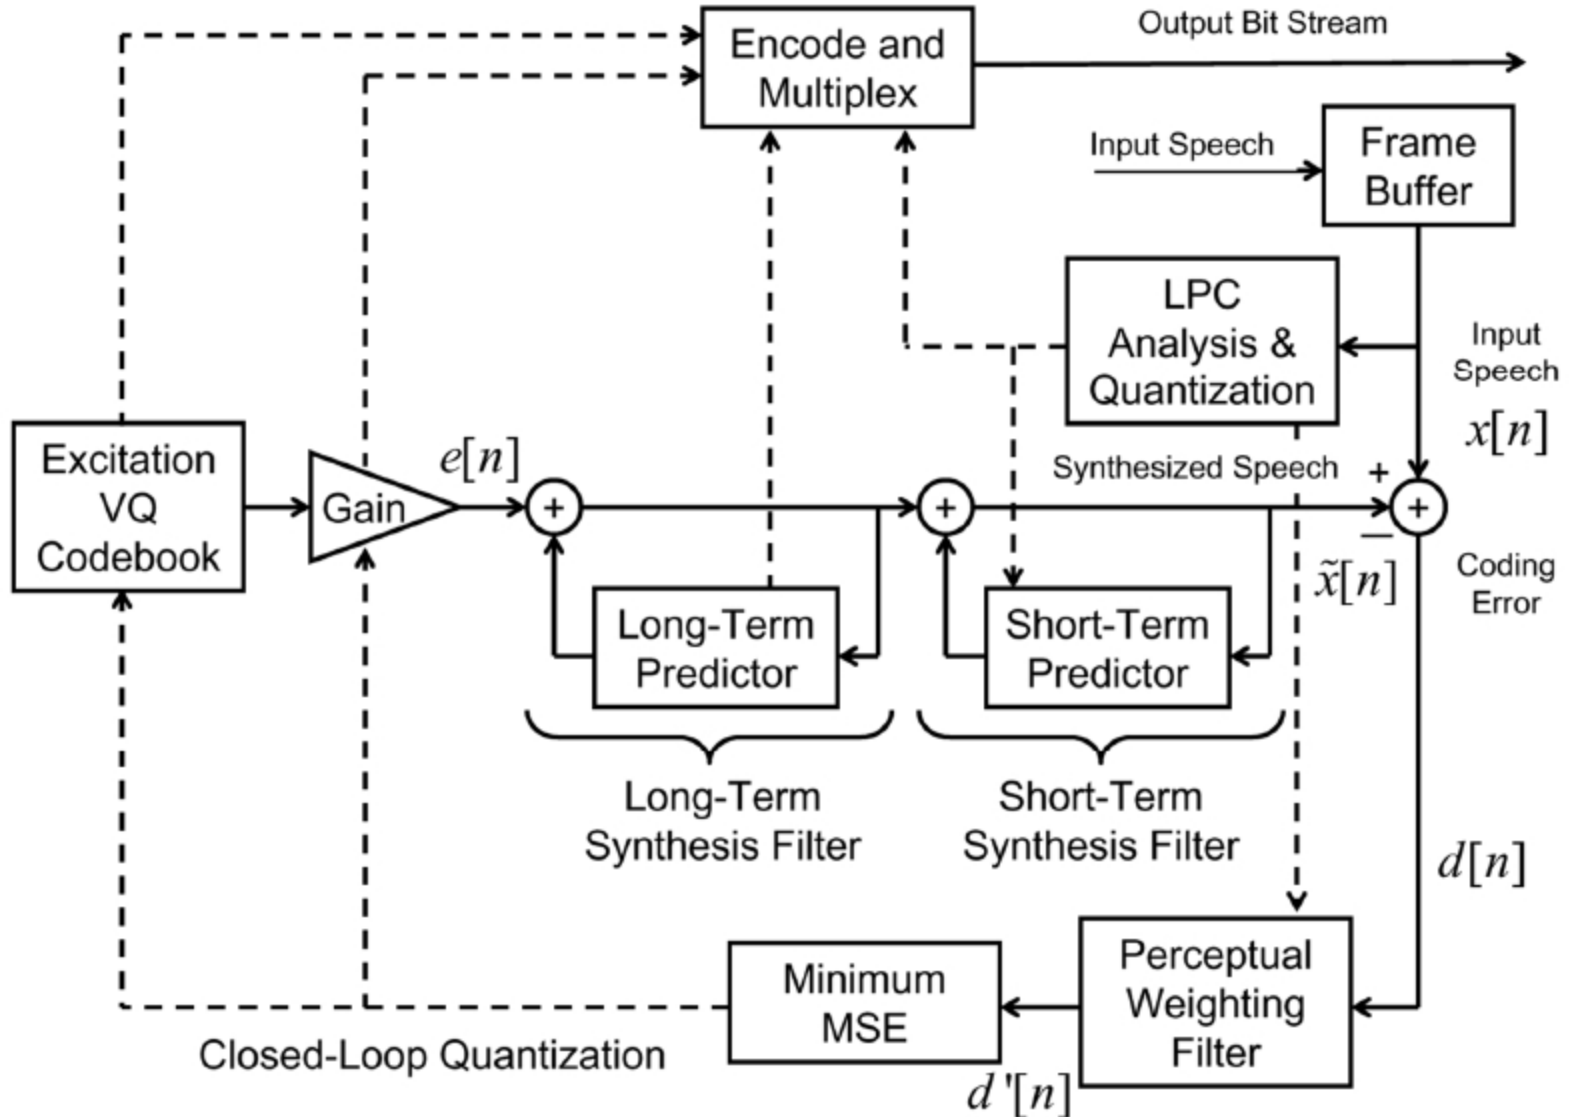 Output Bit Stream
Encode and
Multiplex
Input Speech
Frame
Buffer
LPC
Analysis &
Quantization
Input
Speech
x[n]
Excitation
VQ
Codebook
Gain
e[n]
+
+
Synthesized Speech
+
+
—
x̃[n]
Coding
Error
Long-Term
Predictor
Short-Term
Predictor
Long-Term
Synthesis Filter
Short-Term
Synthesis Filter
d[n]
Perceptual
Weighting
Filter
Minimum
MSE
Closed-Loop Quantization
d'[n]